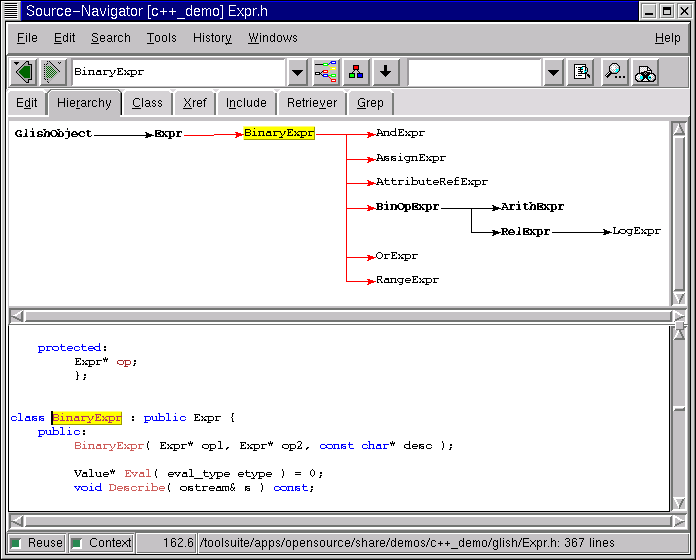 Source-Navigator [c++_demo] Expr.h
File Edit Search Tools History Windows Help
BinaryExpr
Edit Hierarchy Class Xref Include Retriever Grep
GlishObject Expr BinaryExpr AndExpr
AssignExpr
AttributeRefExpr
BinOpExpr ArithExpr
RelExpr LogExpr
OrExpr
RangeExpr
protected:
Expr* op;
};
class BinaryExpr : public Expr {
public:
BinaryExpr( Expr* op1, Expr* op2, const char* desc );
Value* Eval( eval_type etype ) = 0;
void Describe( ostream& s ) const;
Reuse Context 162.6 /toolsuite/apps/opensource/share/demos/c++_demo/glish/Expr.h: 367 lines